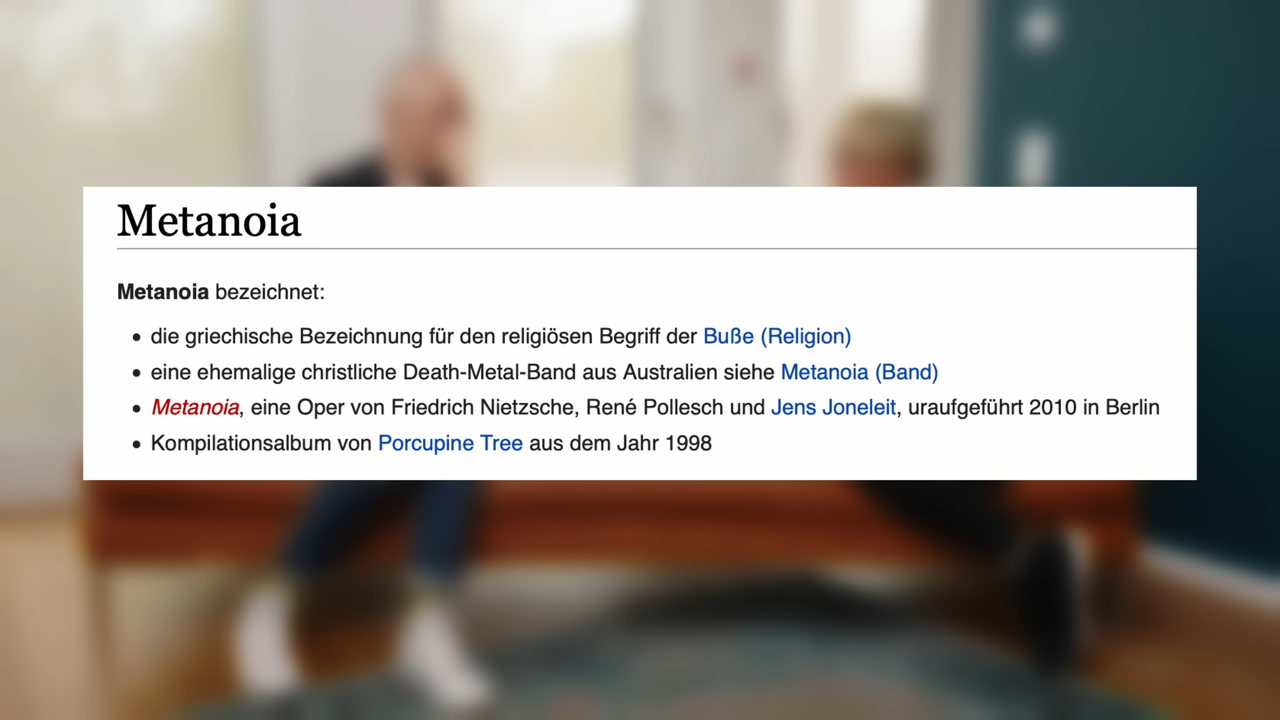 Metanoia
Metanoia bezeichnet:
• die griechische Bezeichnung für den religiösen Begriff der Buße (Religion)
• eine ehemalige christliche Death-Metal-Band aus Australien siehe Metanoia (Band)
• Metanoia, eine Oper von Friedrich Nietzsche, René Pollesch und Jens Joneleit, uraufgeführt 2010 in Berlin
• Kompilationsalbum von Porcupine Tree aus dem Jahr 1998